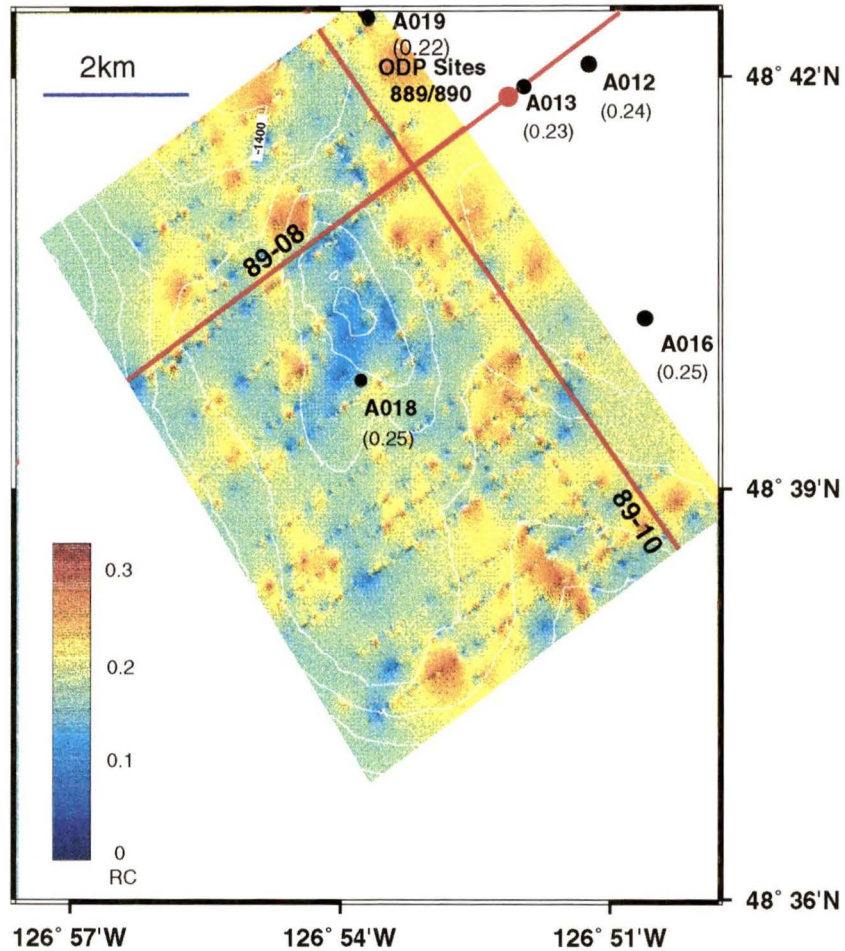 A019
(0.22)
2km
ODP Sites
889/890
A013
(0.23)
A012
(0.24)
48° 42'N
-1400
89-08
A016
(0.25)
A018
(0.25)
48° 39'N
89-10
0.3
0.2
0.1
0
RC
48° 36'N
126° 57'W
126° 54'W
126° 51'W